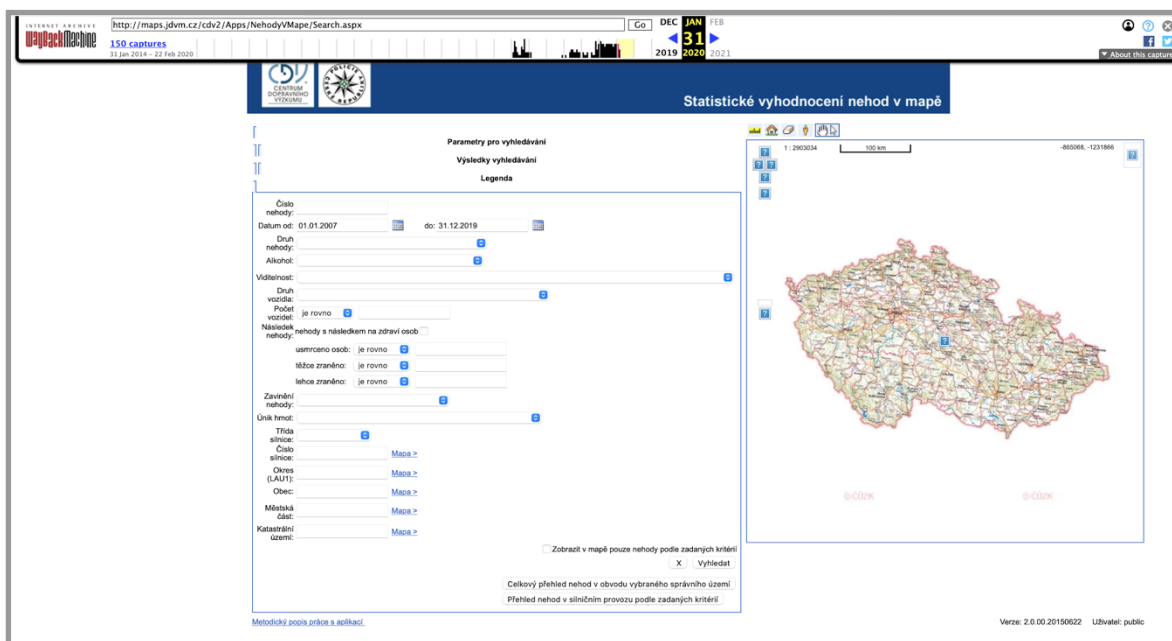 INTERNET ARCHIVE
WayBackMachine
http://maps.jdvm.cz/cdv2/Apps/NehodyVMape/Search.aspx
Go
DEC JAN FEB
150 captures
31
31 Jan 2014 – 22 Feb 2020
2019 2020 2021
About this capture
CENTRUM
DOPRAVNÍHO
VÝZKUMU
POLICIE
ČESKÉ REPUBLIKY
Statistické vyhodnocení nehod v mapě
Parametry pro vyhledávání
Výsledky vyhledávání
Legenda
1 : 2903034
100 km
-865068, -1231866
Číslo
nehody:
Datum od: 01.01.2007 do: 31.12.2019
Druh
nehody:
Alkohol:
Viditelnost:
Druh
vozidla:
Počet
vozidel: je rovno
Následek
nehody: nehody s následkem na zdraví osob
usmrceno osob: je rovno
těžce zraněno: je rovno
lehce zraněno: je rovno
Zavinění
nehody:
Únik hmot:
Třída
silnice:
Číslo
silnice: Mapa >
Okres
(LAU1): Mapa >
Obec: Mapa >
Městská
část: Mapa >
Katastrální
území: Mapa >
© ČÚZK © ČÚZK
Zobrazit v mapě pouze nehody podle zadaných kritérií
X Vyhledat
Celkový přehled nehod v obvodu vybraného správního území
Přehled nehod v silničním provozu podle zadaných kritérií
Metodický popis práce s aplikací
Verze: 2.0.00.20150622 Uživatel: public